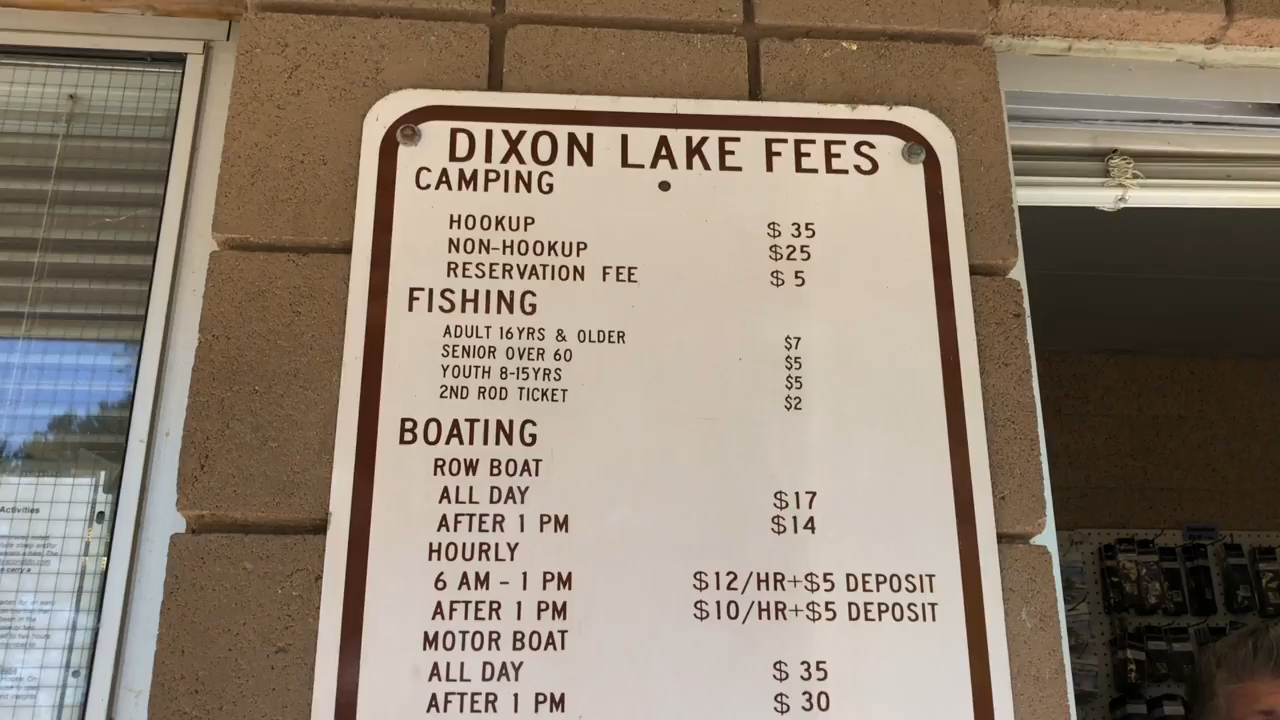 DIXON LAKE FEES
CAMPING
HOOKUP $ 35
NON-HOOKUP $25
RESERVATION FEE $ 5
FISHING
ADULT 16YRS & OLDER $7
SENIOR OVER 60 $5
YOUTH 8-15YRS $5
2ND ROD TICKET $2
BOATING
ROW BOAT
ALL DAY $17
AFTER 1 PM $14
HOURLY
6 AM - 1 PM $12/HR+$5 DEPOSIT
AFTER 1 PM $10/HR+$5 DEPOSIT
MOTOR BOAT
ALL DAY $ 35
AFTER 1 PM $ 30
Activities